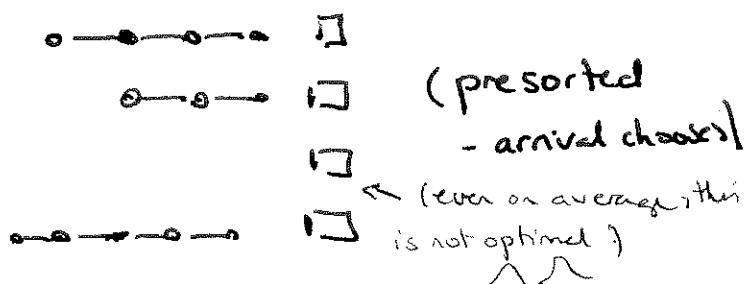 (presorted
- arrival chooses)
(even on average, this
is not optimal)